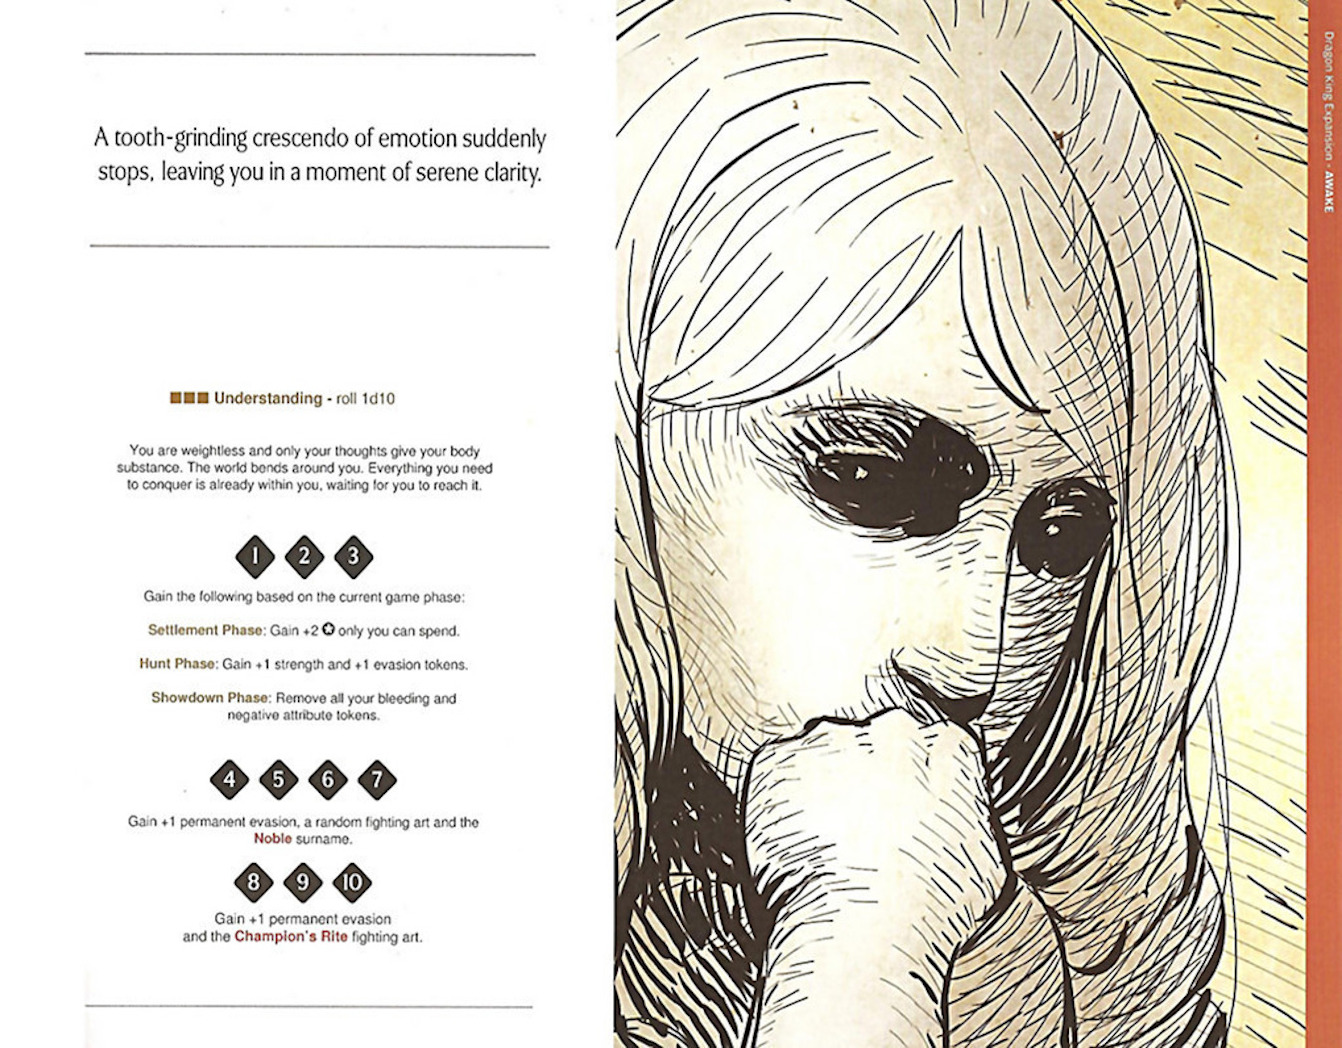 A tooth-grinding crescendo of emotion suddenly
stops, leaving you in a moment of serene clarity.
Understanding - roll 1d10
You are weightless and only your thoughts give your body
substance. The world bends around you. Everything you need
to conquer is already within you, waiting for you to reach it.
1 2 3
Gain the following based on the current game phase:
Settlement Phase: Gain +2 only you can spend.
Hunt Phase: Gain +1 strength and +1 evasion tokens.
Showdown Phase: Remove all your bleeding and
negative attribute tokens.
4 5 6 7
Gain +1 permanent evasion, a random fighting art and the
Noble surname.
8 9 10
Gain +1 permanent evasion
and the Champion's Rite fighting art.
Dragon King Expansion - AWAKE